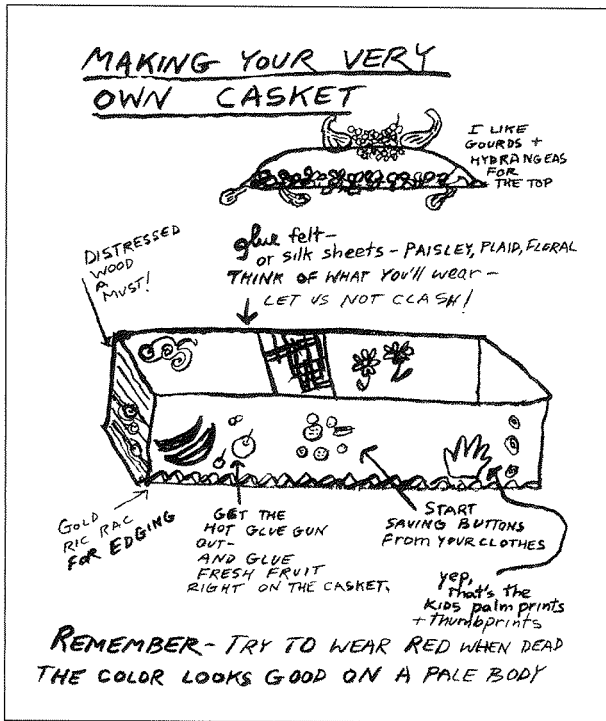 MAKING YOUR VERY
OWN CASKET
I LIKE
GOURDS +
HYDRANGEAS
FOR
THE TOP
DISTRESSED
WOOD
A
MUST!
glue felt-
or silk sheets - PAISLEY, PLAID, FLORAL
THINK OF WHAT YOU'LL wear-
LET US NOT CLASH!
GOLD
RIC RAC
FOR EDGING
GET THE
HOT GLUE GUN
OUT-
AND GLUE
FRESH FRUIT
RIGHT ON THE CASKET.
START
SAVING BUTTONS
From YOUR CLOTHES
yep,
that's the
KIDS palm prints
+ thumbprints
REMEMBER - TRY TO WEAR RED WHEN DEAD
THE COLOR LOOKS GOOD ON A PALE BODY